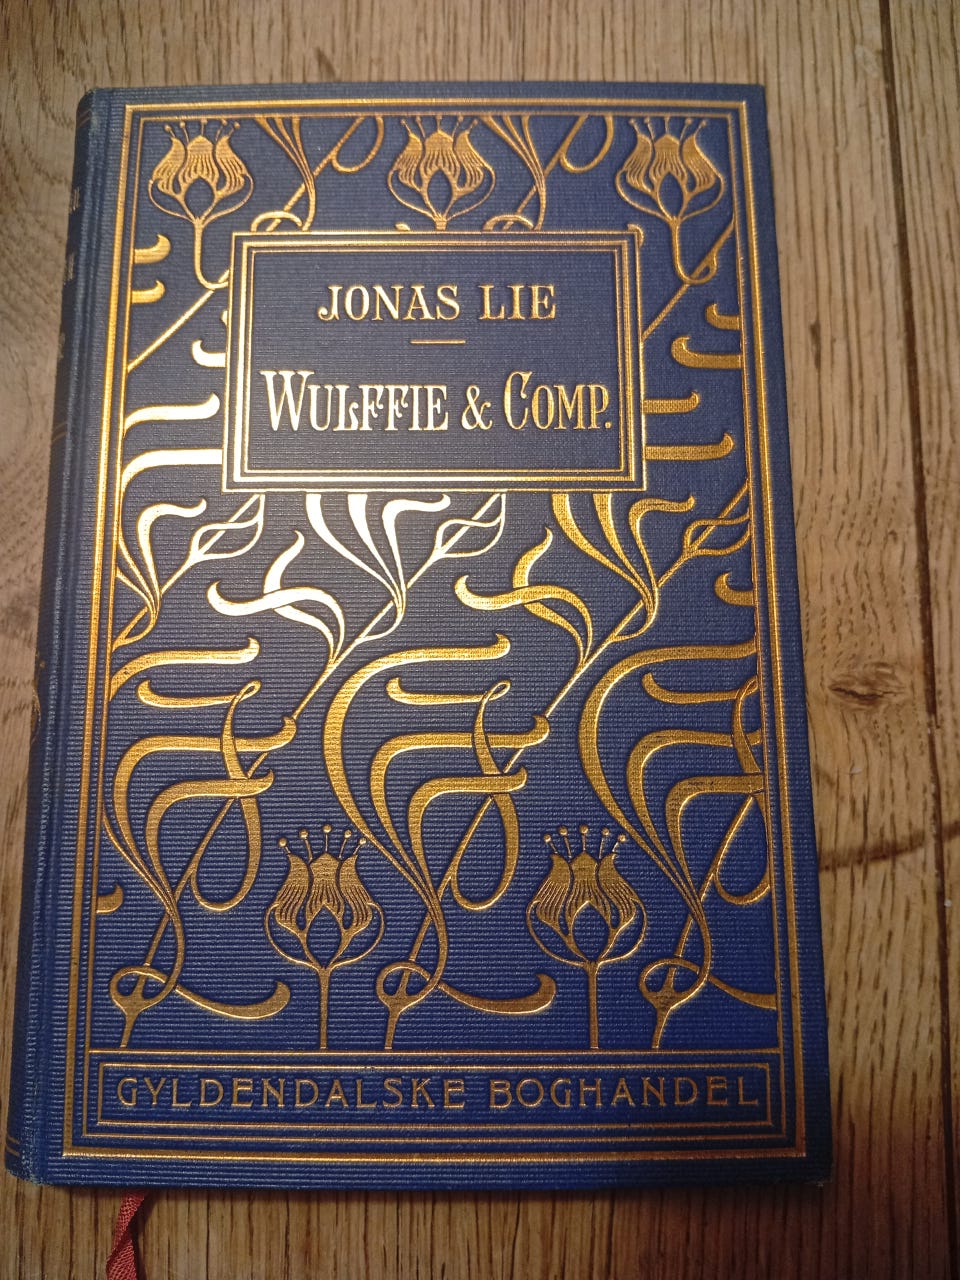 JONAS LIE
WULFFIE & COMP.
GYLDENDALSKE BOGHANDEL